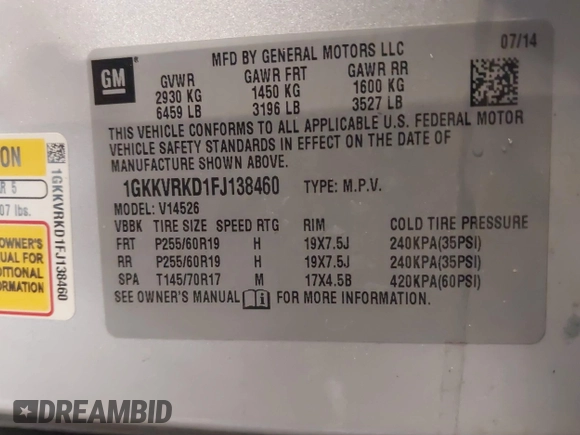 GM
MFD BY GENERAL MOTORS LLC
07/14
GVWR GAWR FRT GAWR RR
2930 KG 1450 KG 1600 KG
6459 LB 3196 LB 3527 LB
THIS VEHICLE CONFORMS TO ALL APPLICABLE U.S. FEDERAL MOTOR
VEHICLE SAFETY STANDARDS IN EFFECT ON THE DATE OF
MANUFACTURE SHOWN ABOVE.
1GKKVRKD1FJ138460 TYPE: M.P.V.
MODEL: V14526
VBBK TIRE SIZE SPEED RTG RIM COLD TIRE PRESSURE
FRT P255/60R19 H 19X7.5J 240KPA(35PSI)
RR P255/60R19 H 19X7.5J 240KPA(35PSI)
SPA T145/70R17 M 17X4.5B 420KPA(60PSI)
SEE OWNER'S MANUAL i FOR MORE INFORMATION.
ON
R 5
07 lbs.
OWNER'S
UAL FOR
DITIONAL
RMATION
1GKKVRKD1FJ138460
DREAMBID